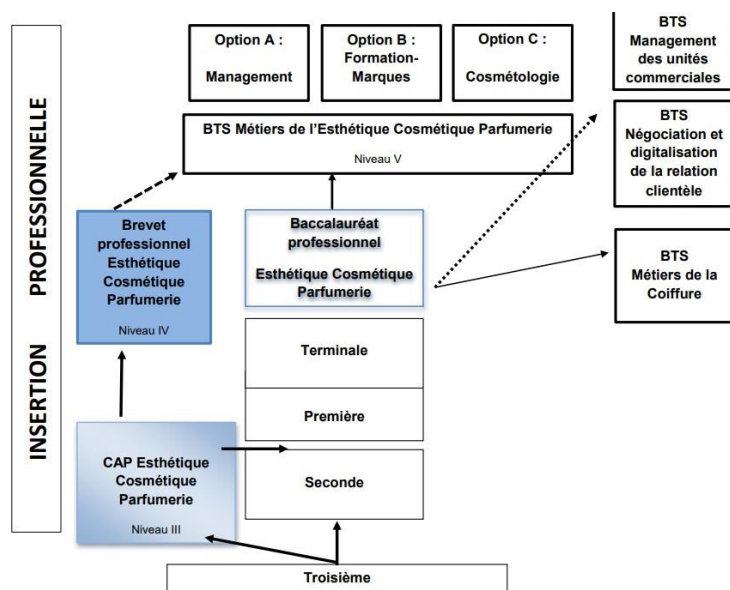 Option A :
Management
Option B :
Formation-
Marques
Option C :
Cosmétologie
BTS
Management
des unités
commerciales
BTS Métiers de l'Esthétique Cosmétique Parfumerie
Niveau V
BTS
Négociation et
digitalisation
de la relation
clientèle
Brevet
professionnel
Esthétique
Cosmétique
Parfumerie
Niveau IV
Baccalauréat
professionnel
Esthétique Cosmétique
Parfumerie
BTS
Métiers de la
Coiffure
Terminale
Première
Seconde
CAP Esthétique
Cosmétique
Parfumerie
Niveau III
Troisième
INSERTION PROFESSIONNELLE